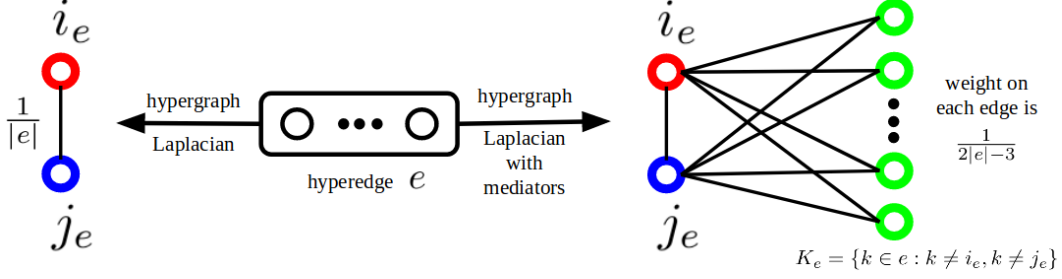 i_e
1/|e|
j_e
hypergraph
Laplacian
hyperedge e
hypergraph
Laplacian
with
mediators
i_e
j_e
weight on
each edge is
1/(2|e|−3)
K_e = {k ∈ e : k ≠ i_e, k ≠ j_e}